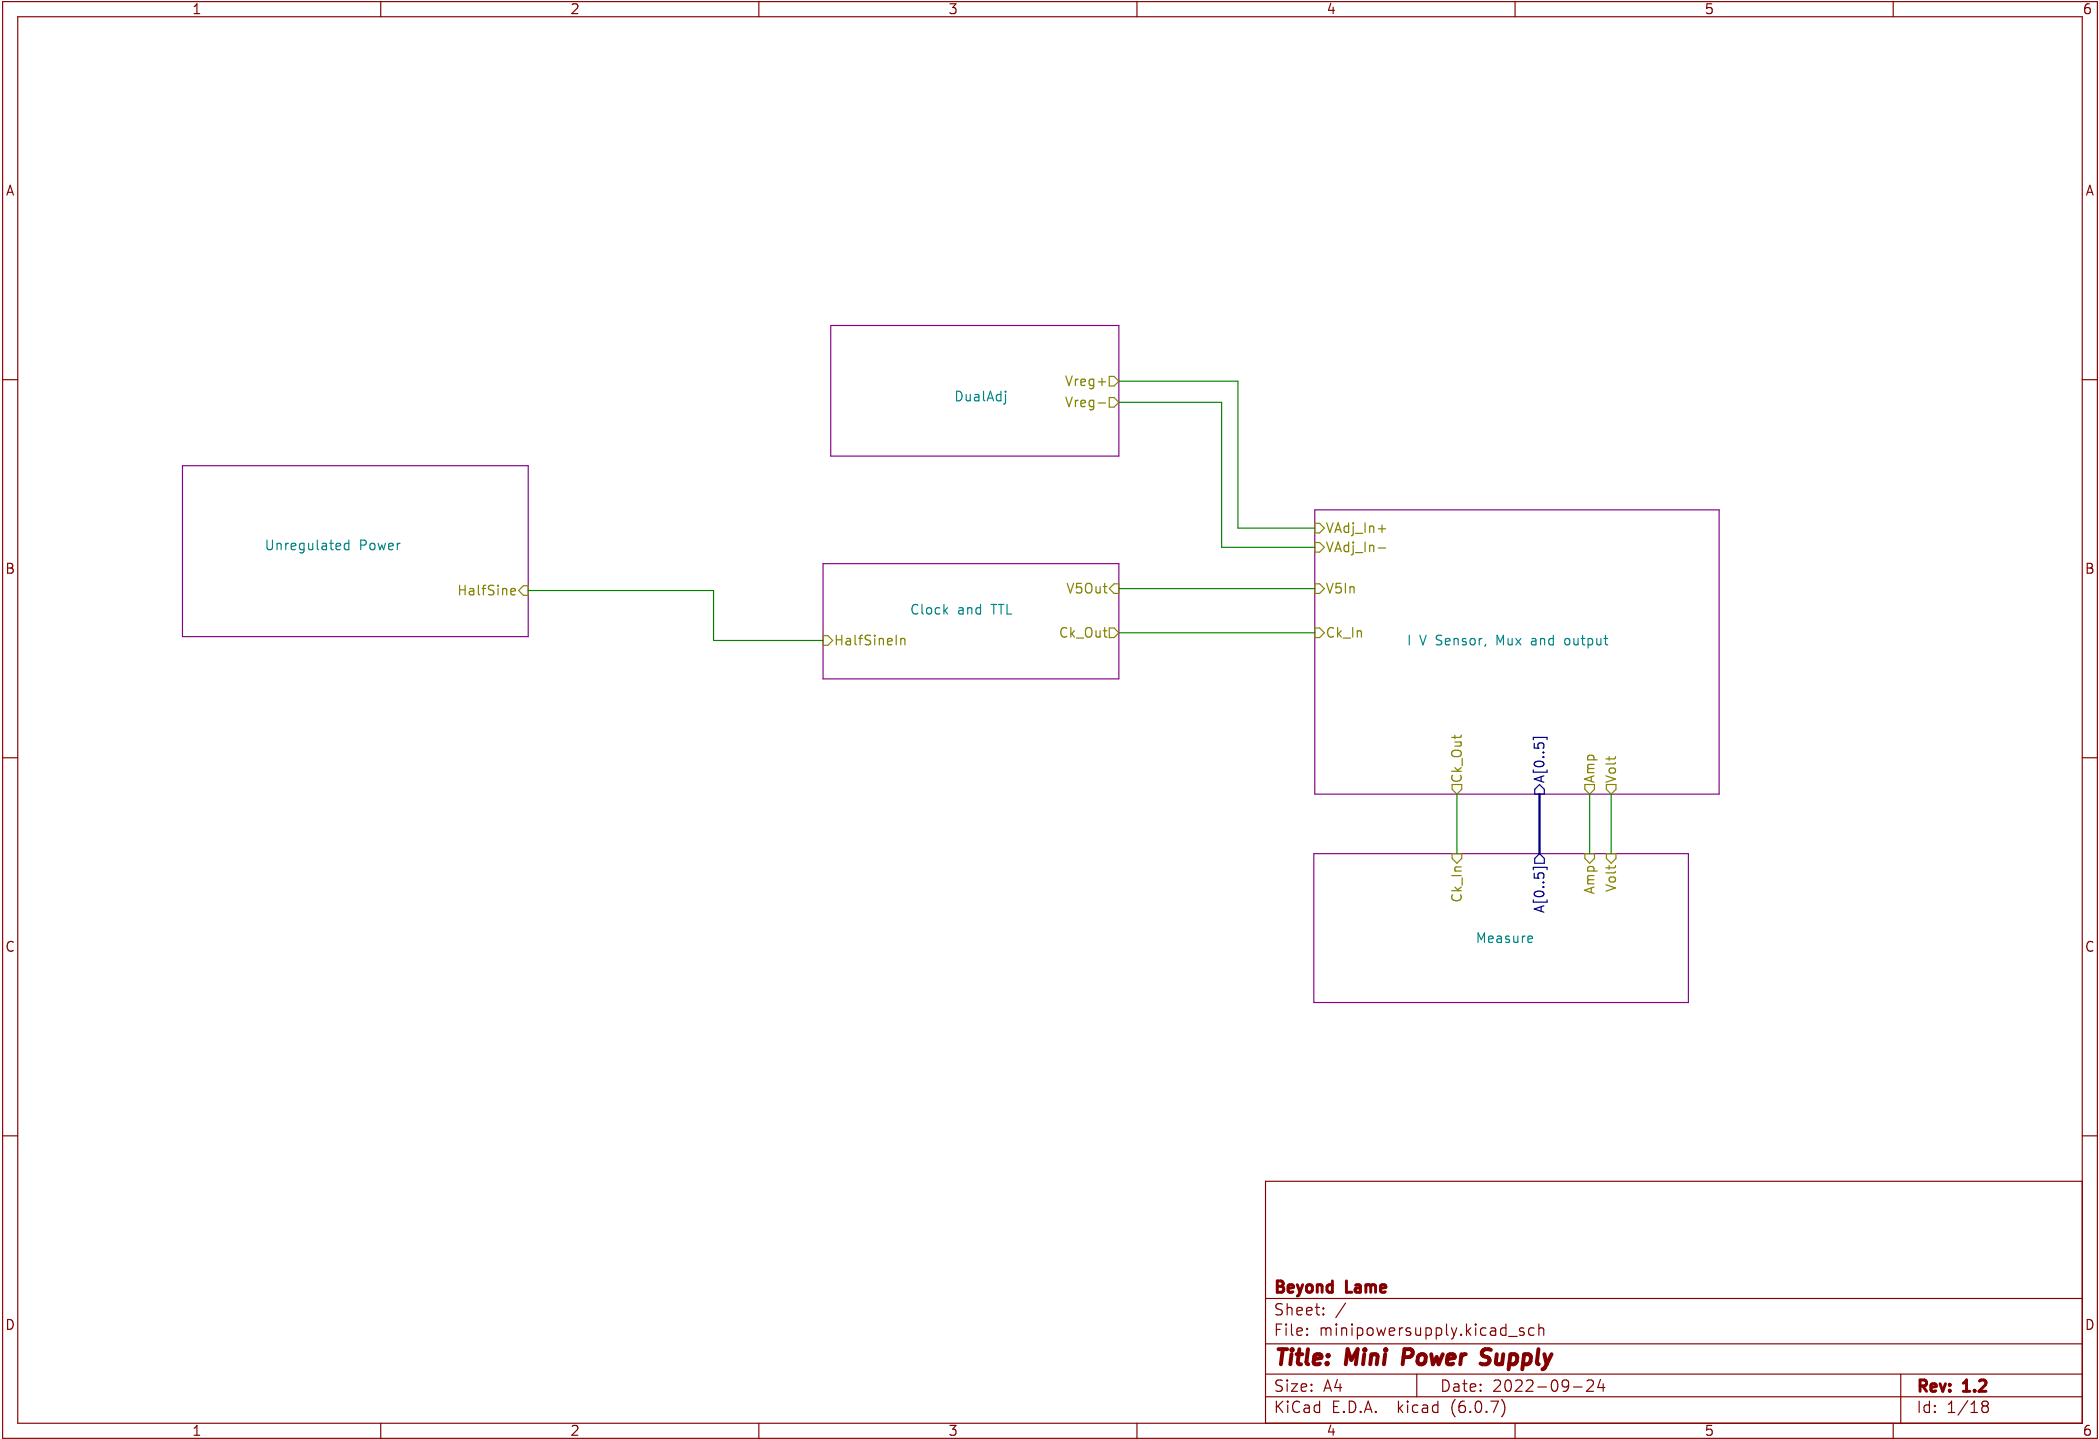 1 2 3 4 5 6
A A
Vreg+
DualAdj
Vreg-
VAdj_In+
Unregulated Power
VAdj_In-
B B
HalfSine
V5Out
V5In
Clock and TTL
Ck_Out
Ck_In
HalfSineIn
I V Sensor, Mux and output
Ck_Out
A[0..5]
Amp
Volt
Ck_In
A[0..5]
Amp
Volt
Measure
C C
Beyond Lame
Sheet: /
File: minipowersupply.kicad_sch
D D
Title: Mini Power Supply
Size: A4 Date: 2022-09-24 Rev: 1.2
KiCad E.D.A. kicad (6.0.7) Id: 1/18
1 2 3 4 5 6